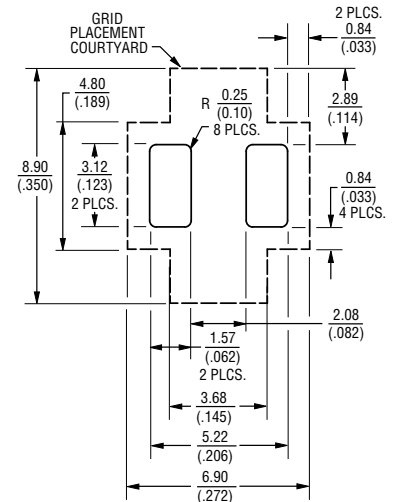 GRID
PLACEMENT
COURTYARD
2 PLCS.
0.84
(.033)
4.80
(.189)
R 0.25
(0.10)
8 PLCS.
2.89
(.114)
8.90
(.350)
3.12
(.123)
2 PLCS.
0.84
(.033)
4 PLCS.
2.08
(.082)
1.57
(.062)
2 PLCS.
3.68
(.145)
5.22
(.206)
6.90
(.272)